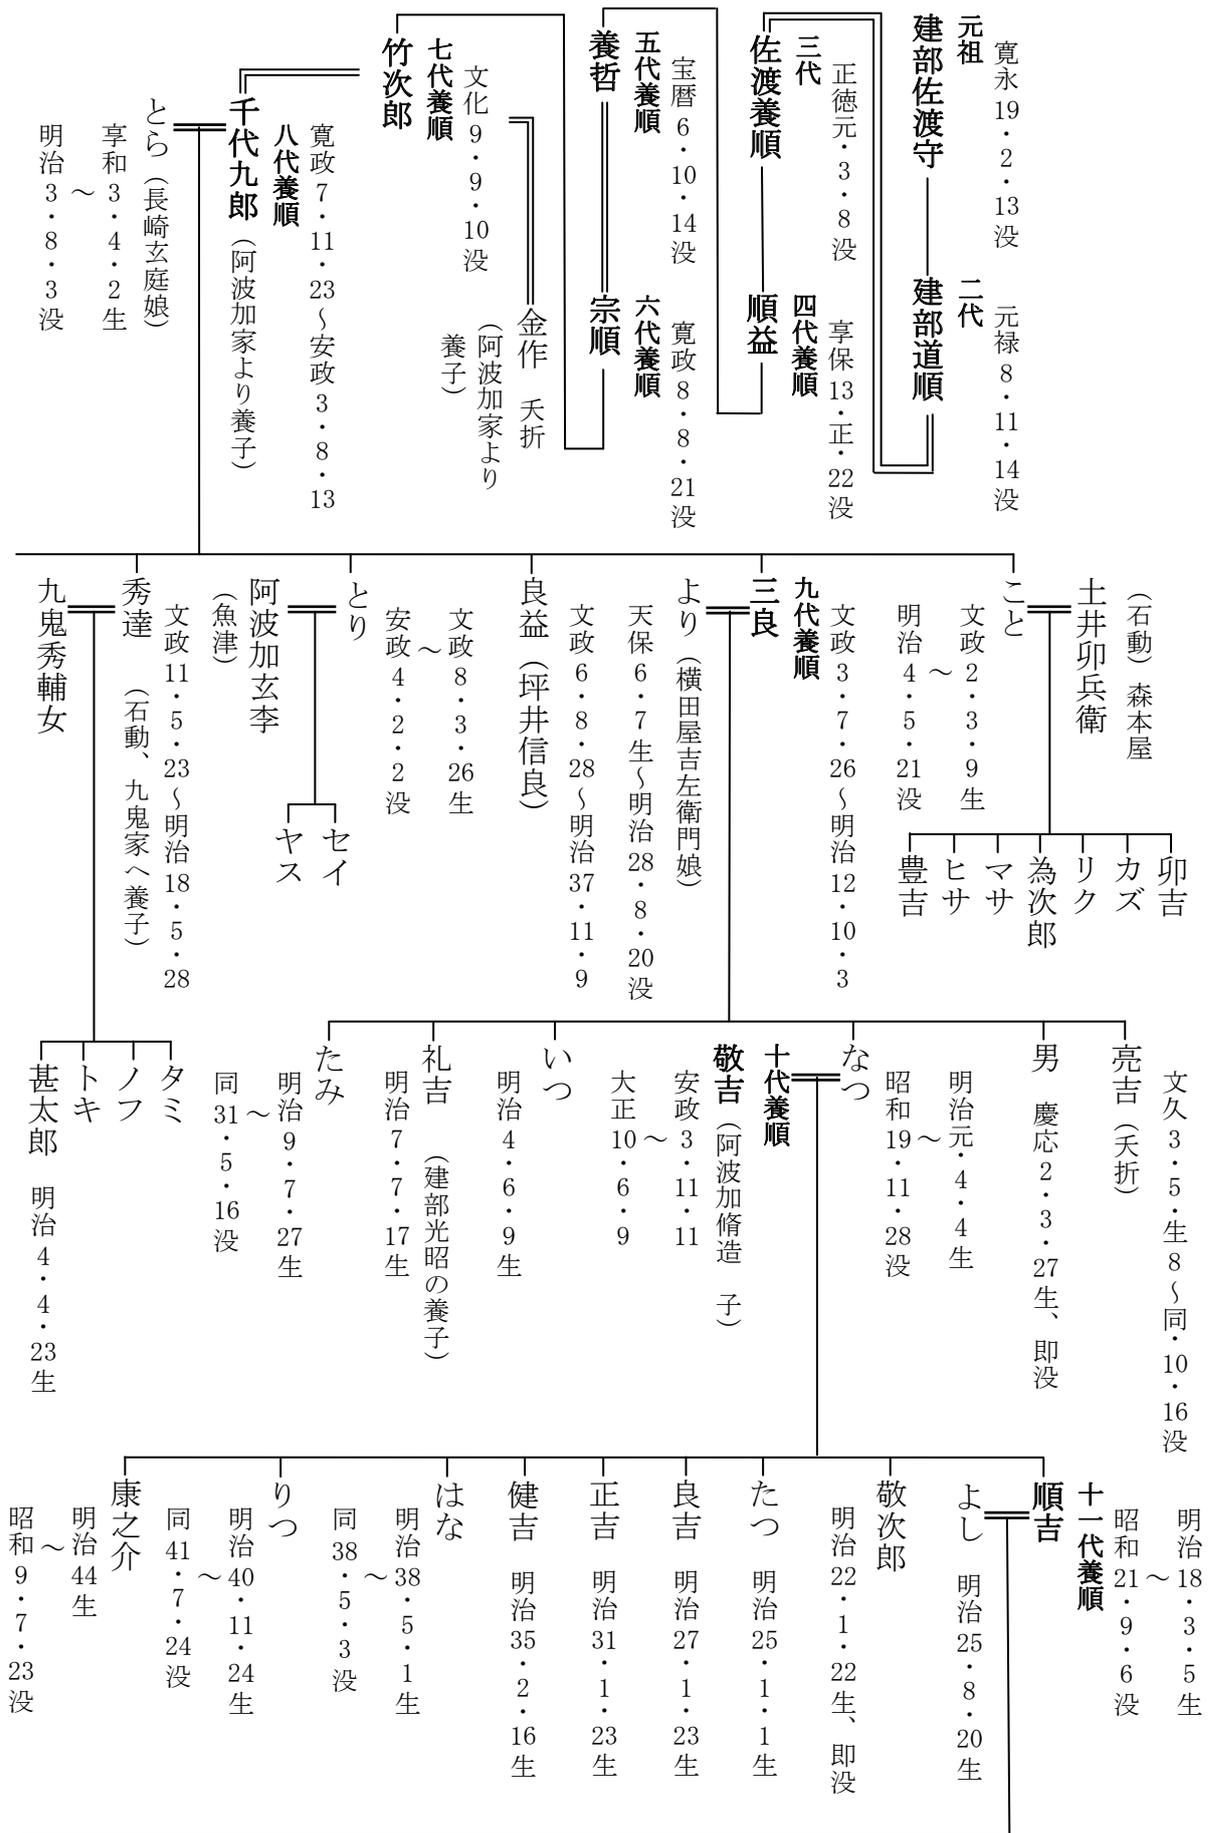 寛永19・2・13没
元祖
建部佐渡守
元禄8・11・14没
二代
建部道順
正徳元・3・8没
三代
佐渡養順
享保13・正・22没
四代養順
順益
宝暦6・10・14没
五代養順
養哲
寛政8・8・21没
六代養順
宗順
文化9・9・10没
七代養順
竹次郎
金作 夭折
（阿波加家より
養子）
寛政7・11・23～安政3・8・13
八代養順
千代九郎（阿波加家より養子）
とら（長崎玄庭娘）
享和3・4・2生
～
明治3・8・3没
（石動）森本屋
土井卯兵衛
こと
文政2・3・9生
～
明治4・5・21没
卯吉
カズ
リク
為次郎
マサ
ヒサ
豊吉
文政3・7・26～明治12・10・3
九代養順
三良
より（横田屋吉左衛門娘）
天保6・7生～明治28・8・20没
文政6・8・28～明治37・11・9
良益（坪井信良）
文政8・3・26生
～
安政4・2・2没
とり
阿波加玄李
（魚津）
セイ
ヤス
文政11・5・23～明治18・5・28
秀達 （石動、九鬼家へ養子）
九鬼秀輔女
タミ
ノフ
トキ
甚太郎 明治4・4・23生
文久3・5・生8～同・10・16没
亮吉（夭折）
男 慶応2・3・27生、即没
なつ
明治元・4・4生
～
昭和19・11・28没
十代養順
敬吉（阿波加脩造 子）
安政3・11・11
～
大正10・6・9
いつ
明治4・6・9生
礼吉 （建部光昭の養子）
明治7・7・17生
たみ
明治9・7・27生
～
同31・5・16没
明治18・3・5生
～
昭和21・9・6没
十一代養順
順吉
よし 明治25・8・20生
敬次郎
明治22・1・22生、即没
たつ 明治25・1・1生
良吉 明治27・1・23生
正吉 明治31・1・23生
健吉 明治35・2・16生
はな
明治38・5・1生
～
同38・5・3没
りつ
明治40・11・24生
～
同41・7・24没
康之介
明治44生
～
昭和9・7・23没